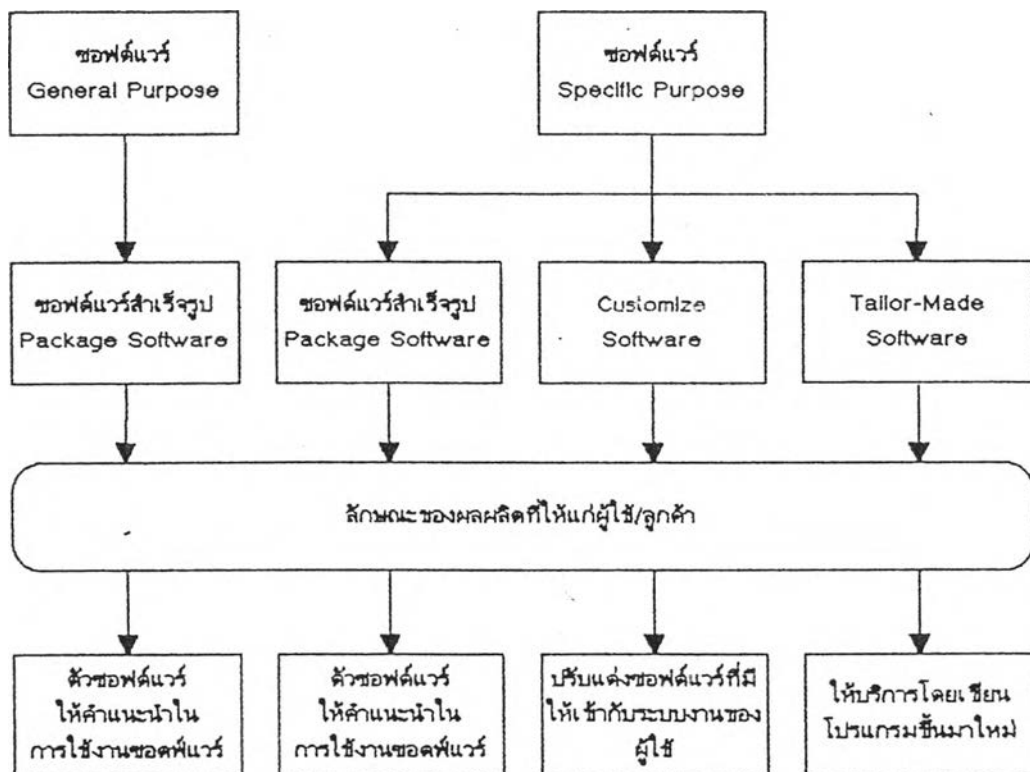 ซอฟต์แวร์
General Purpose
ซอฟต์แวร์
Specific Purpose
ซอฟต์แวร์สำเร็จรูป
Package Software
ซอฟต์แวร์สำเร็จรูป
Package Software
Customize
Software
Tailor-Made
Software
ลักษณะของผลผลิตที่ให้แก่ผู้ใช้/ลูกค้า
ตัวซอฟต์แวร์
ให้คำแนะนำใน
การใช้งานซอตฟ์แวร์
ตัวซอฟต์แวร์
ให้คำแนะนำใน
การใช้งานซอตฟ์แวร์
ปรับแต่งซอฟต์แวร์ที่มี
ให้เข้ากับระบบงานของ
ผู้ใช้
ให้บริการโดยเขียน
โปรแกรมขึ้นมาใหม่